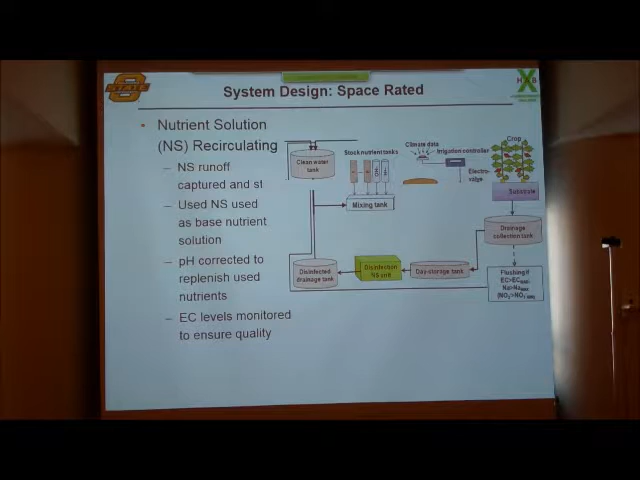 STATE
System Design: Space Rated
• Nutrient Solution
(NS) Recirculating
– NS runoff
captured and st
– Used NS used
as base nutrient
solution
– pH corrected to
replenish used
nutrients
– EC levels monitored
to ensure quality
Clean water
tank
Stock nutrient tanks
Mixing tank
Climate data
Irrigation controller
Electro-
Crop
Substrate
Drainage
collection tank
Day-storage tank
Disinfection
unit
Disinfected
drainage tank
Flushing if